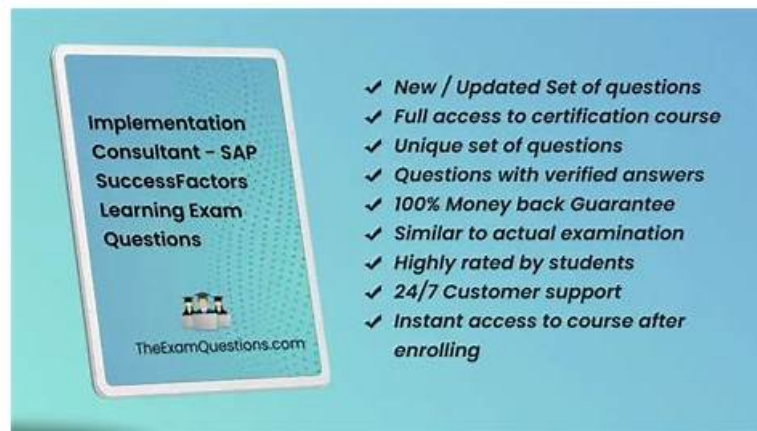 Implementation
Consultant - SAP
SuccessFactors
Learning Exam
Questions
TheExamQuestions.com
New / Updated Set of questions
Full access to certification course
Unique set of questions
Questions with verified answers
100% Money back Guarantee
Similar to actual examination
Highly rated by students
24/7 Customer support
Instant access to course after
enrolling